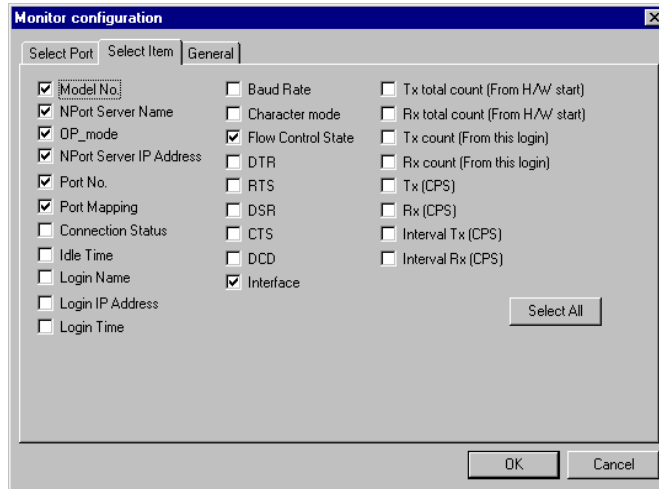 Monitor configuration
Select Port Select Item General
Model No.
NPort Server Name
OP_mode
NPort Server IP Address
Port No.
Port Mapping
Connection Status
Idle Time
Login Name
Login IP Address
Login Time
Baud Rate
Character mode
Flow Control State
DTR
RTS
DSR
CTS
DCD
Interface
Tx total count (From H/W start)
Rx total count (From H/W start)
Tx count (From this login)
Rx count (From this login)
Tx (CPS)
Rx (CPS)
Interval Tx (CPS)
Interval Rx (CPS)
Select All
OK Cancel